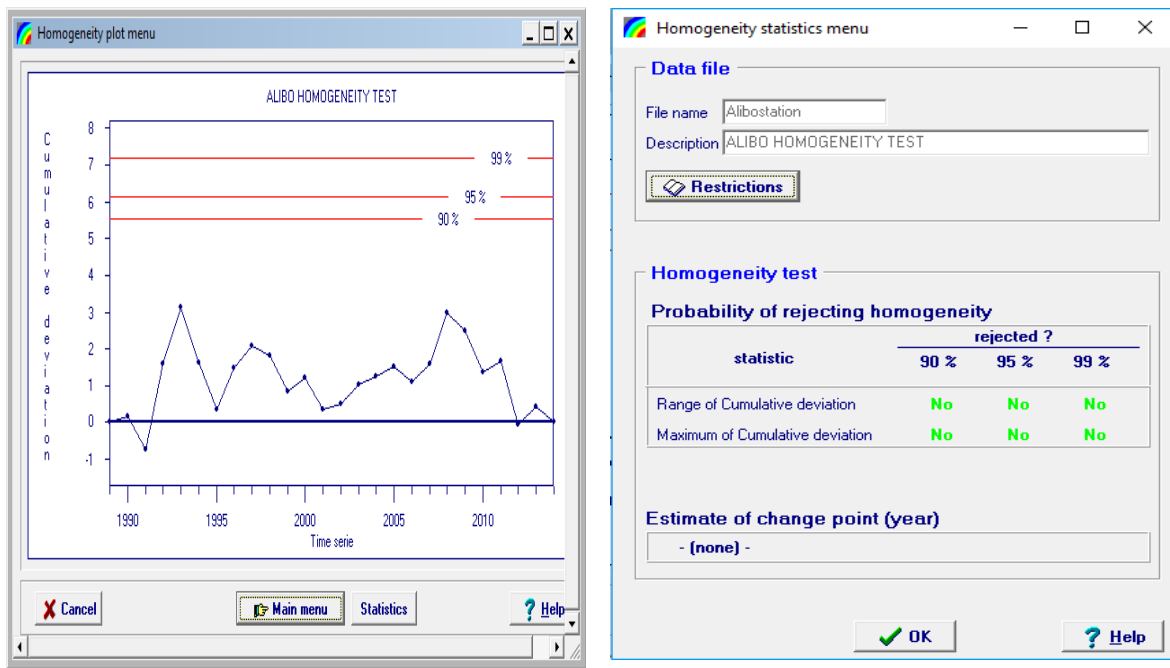 Homogeneity plot menu
ALIBO HOMOGENEITY TEST
Cumulative deviation
8
7
6
5
4
3
2
1
0
-1
99 %
95 %
90 %
1990 1995 2000 2005 2010
Time serie
Cancel Main menu Statistics Help
Homogeneity statistics menu
Data file
File name Alibostation
Description ALIBO HOMOGENEITY TEST
Restrictions
Homogeneity test
Probability of rejecting homogeneity
rejected ?
statistic 90 % 95 % 99 %
Range of Cumulative deviation No No No
Maximum of Cumulative deviation No No No
Estimate of change point (year)
- (none) -
OK Help